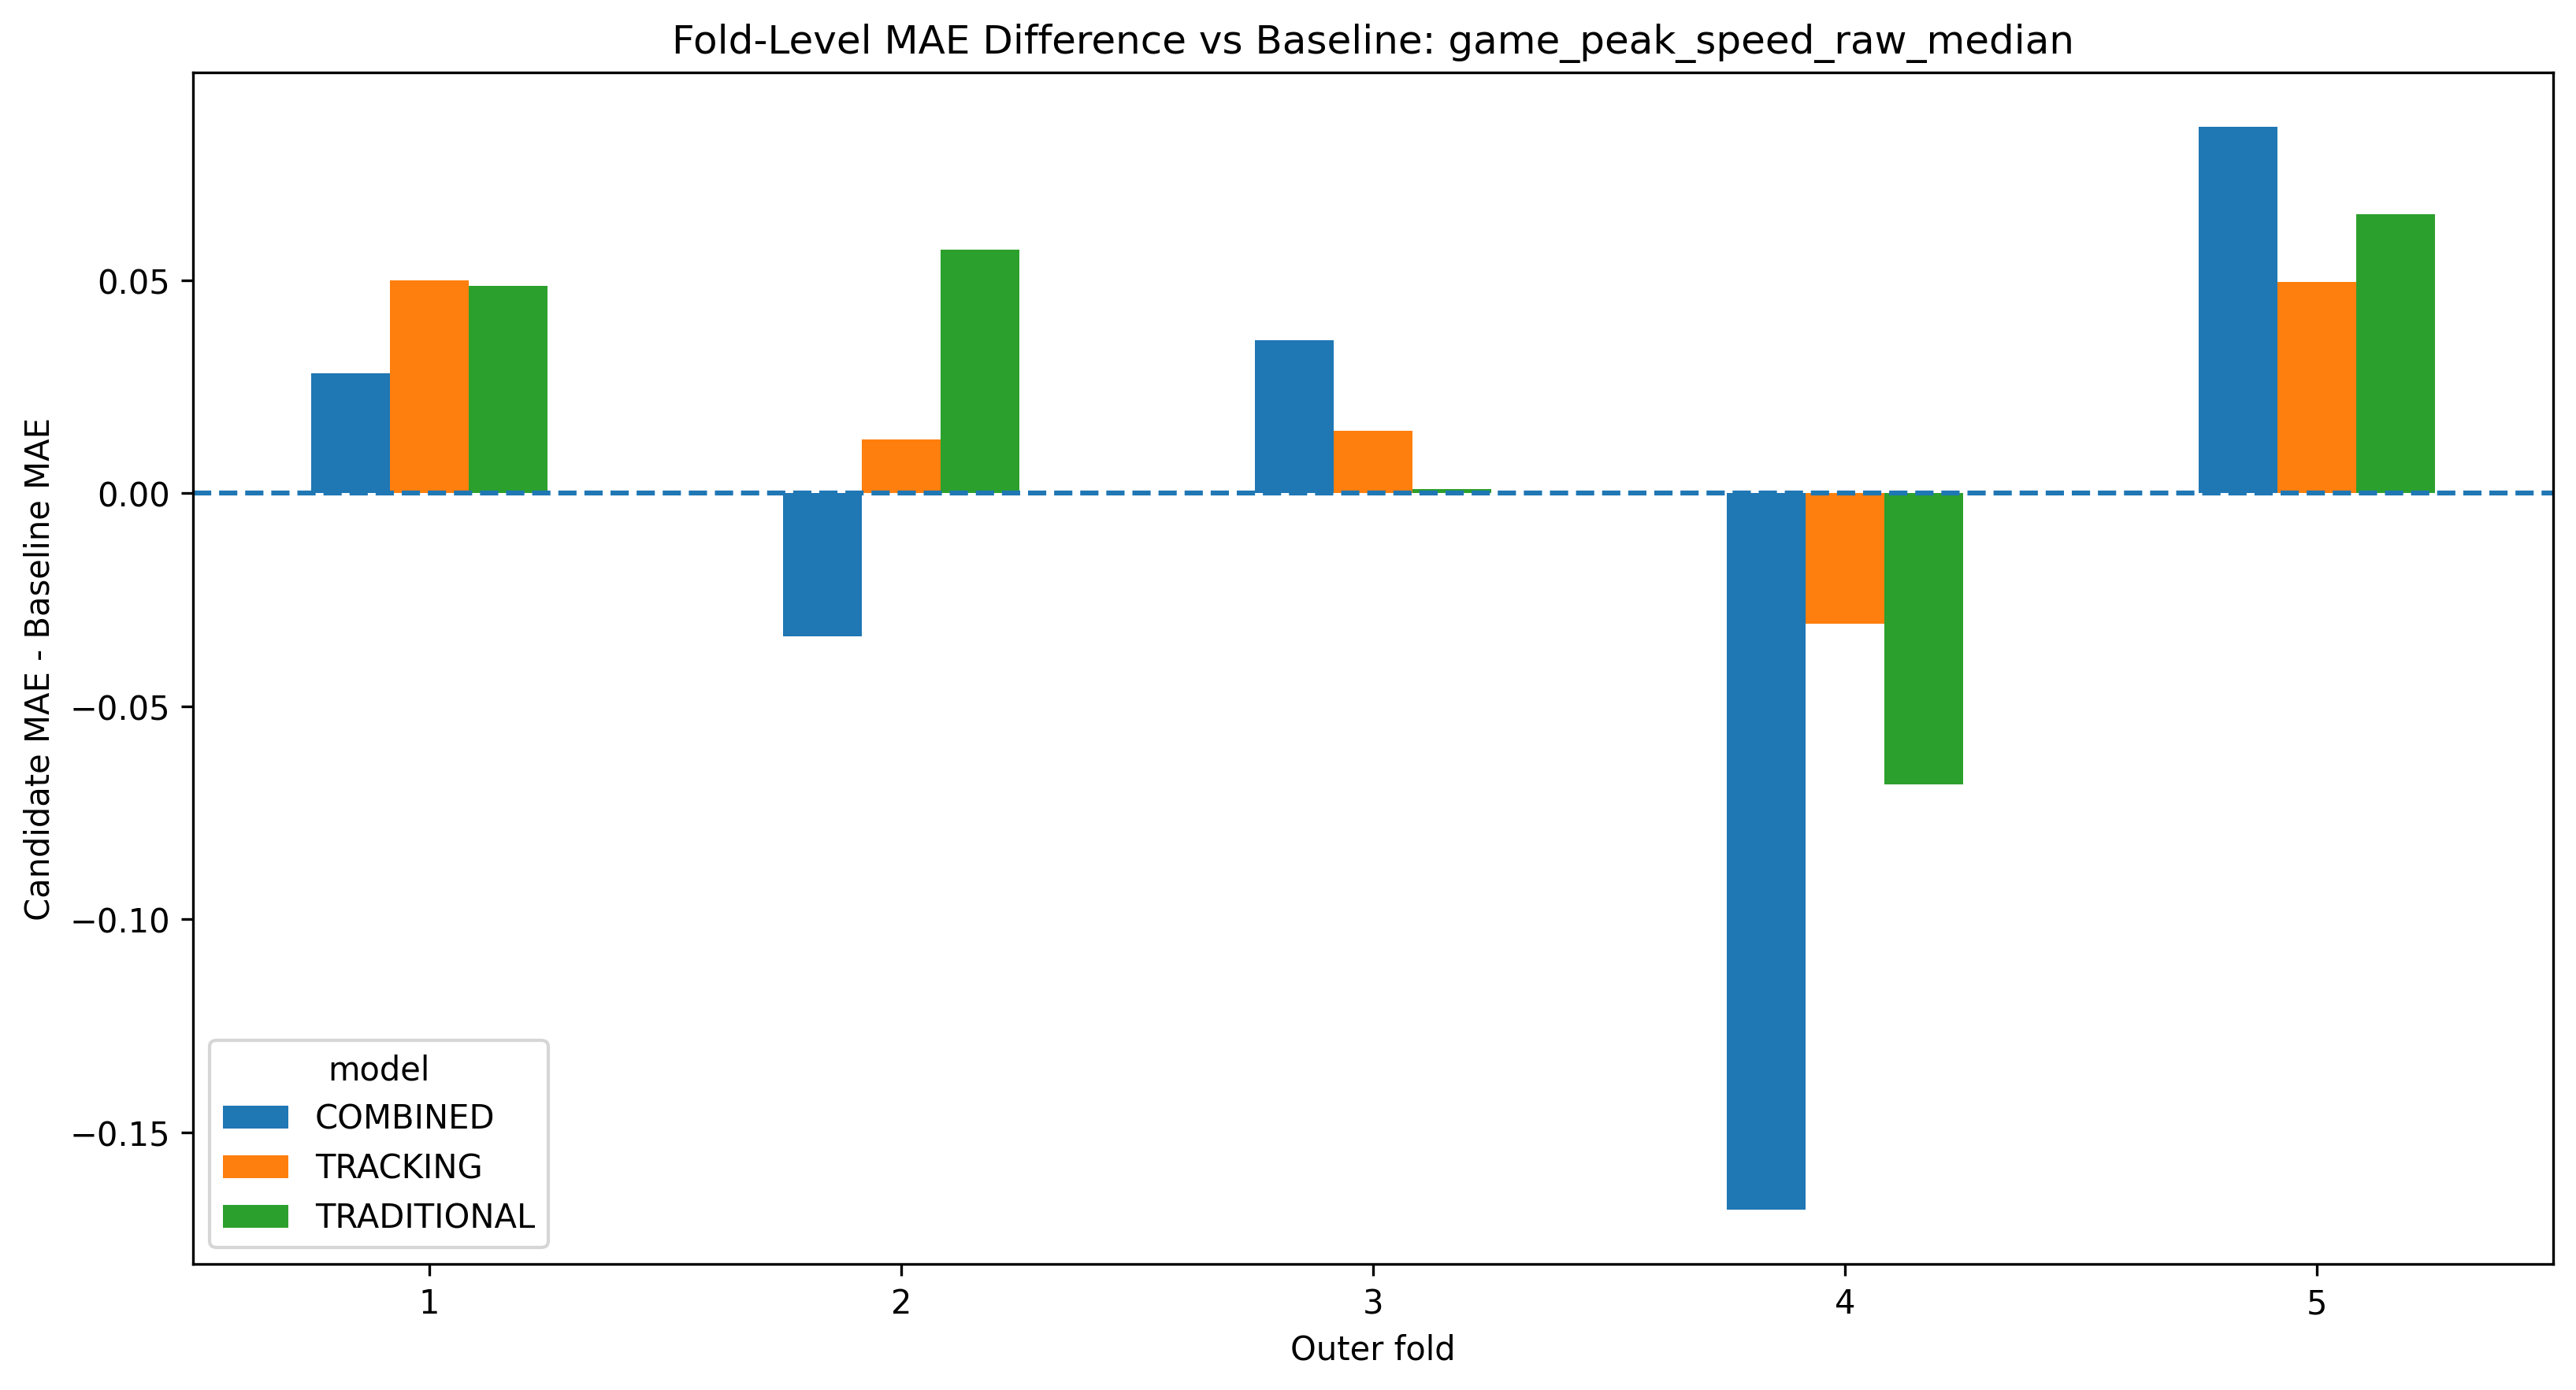 Fold-Level MAE Difference vs Baseline: game_peak_speed_raw_median
Candidate MAE - Baseline MAE
0.05
0.00
−0.05
−0.10
−0.15
model
COMBINED
TRACKING
TRADITIONAL
1 2 3 4 5
Outer fold